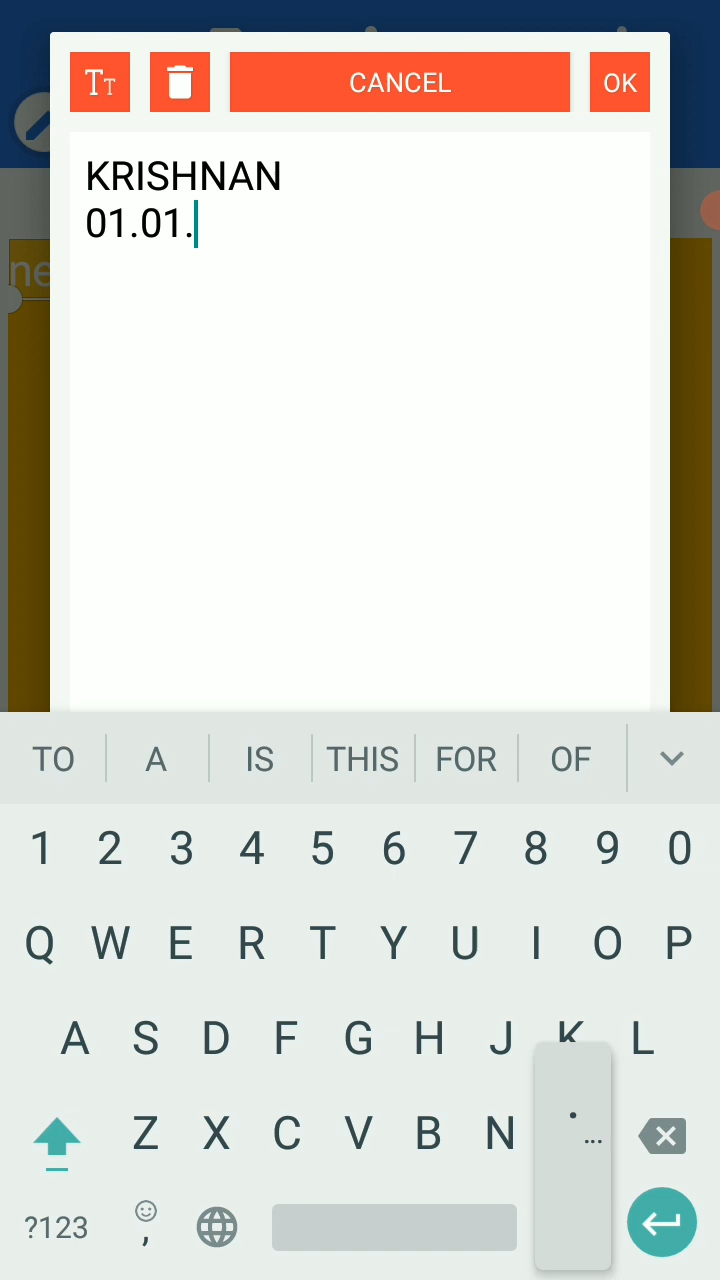 CANCEL
OK
KRISHNAN
01.01.
ne
TO A IS THIS FOR OF
1 2 3 4 5 6 7 8 9 0
Q W E R T Y U I O P
A S D F G H J K L
Z X C V B N . ...
?123 ,